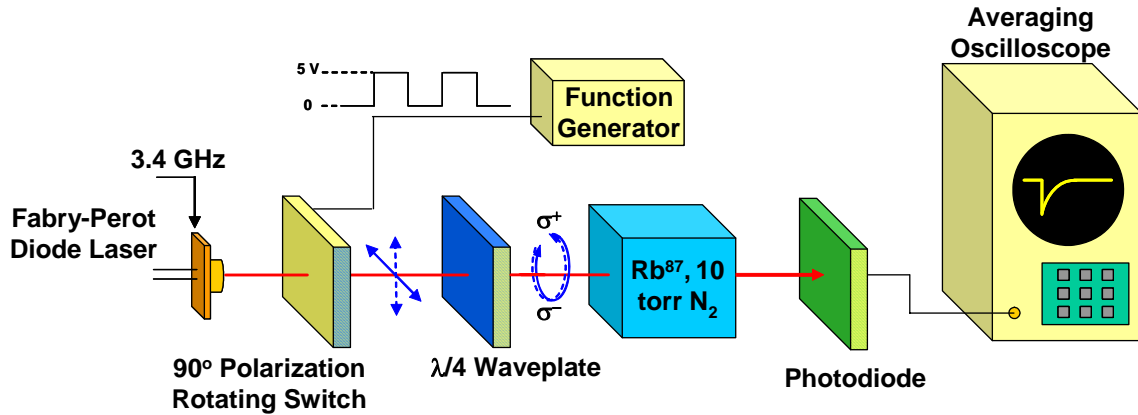 Averaging
Oscilloscope
5 V
0
Function
Generator
3.4 GHz
Fabry-Perot
Diode Laser
σ+
σ-
Rb87, 10
torr N2
90o Polarization
Rotating Switch
λ/4 Waveplate
Photodiode